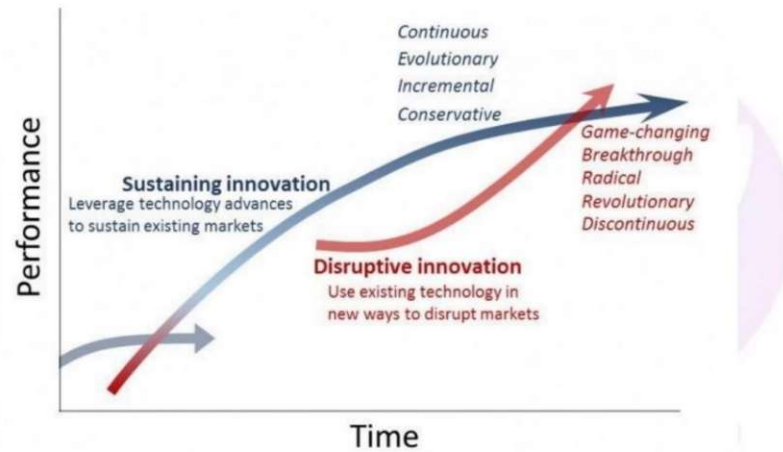 Continuous
Evolutionary
Incremental
Conservative
Game-changing
Breakthrough
Radical
Revolutionary
Discontinuous
Sustaining innovation
Leverage technology advances
to sustain existing markets
Disruptive innovation
Use existing technology in
new ways to disrupt markets
Performance
Time